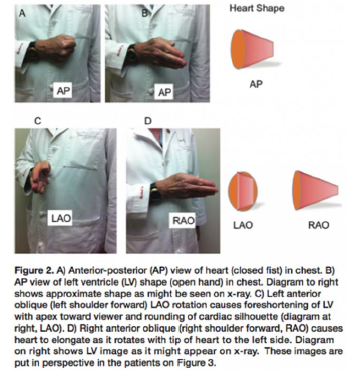 A
B
Heart Shape
AP
AP
AP
C
D
LAO
RAO
LAO
RAO
Figure 2. A) Anterior-posterior (AP) view of heart (closed fist) in chest. B)
AP view of left ventricle (LV) shape (open hand) in chest. Diagram to right
shows approximate shape as might be seen on x-ray. C) Left anterior
oblique (left shoulder forward) LAO rotation causes foreshortening of LV
with apex toward viewer and rounding of cardiac silhouette (diagram at
right, LAO). D) Right anterior oblique (right shoulder forward, RAO) causes
heart to elongate as it rotates with tip of heart to the left side. Diagram
on right shows LV image as it might appear on x-ray. These images are
put in perspective in the patients on Figure 3.